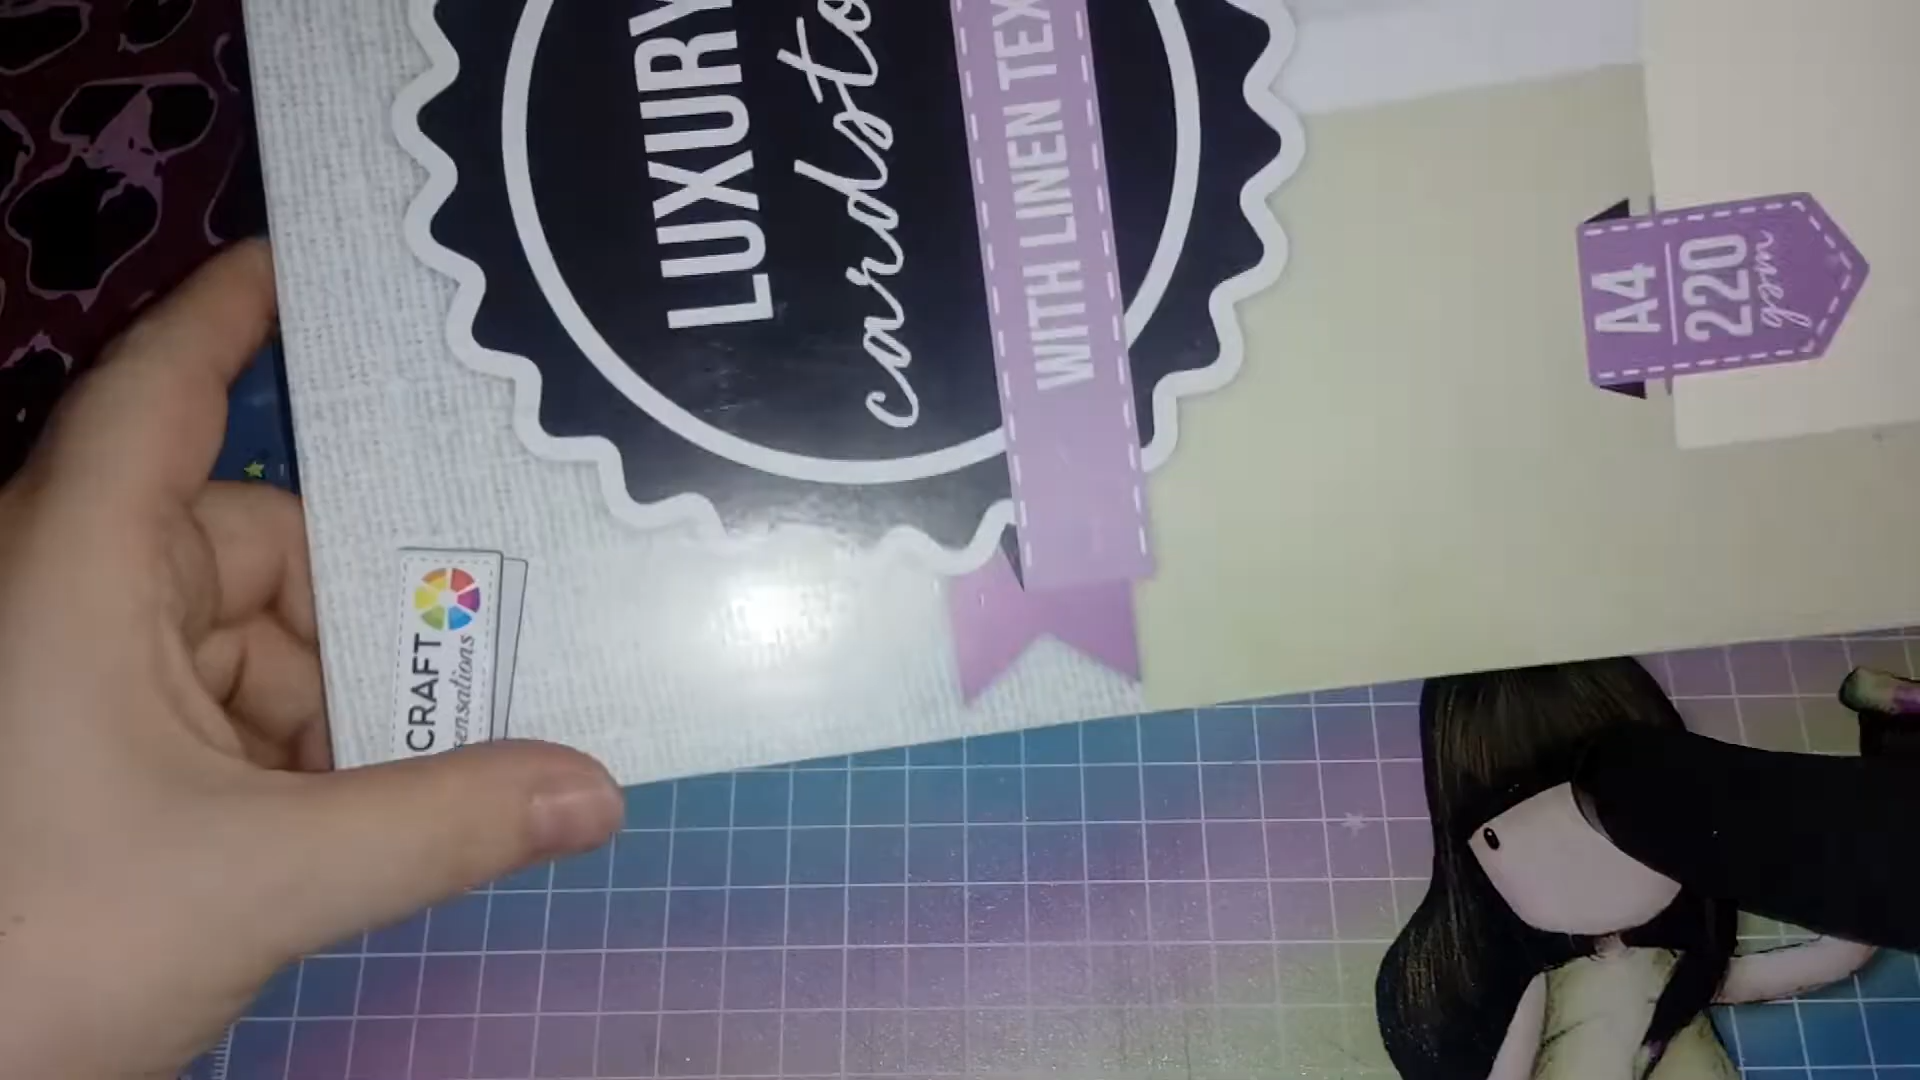 LUXURY
cardsto
WITH LINEN TEX
A4
220
gsm
CRAFT
sensations